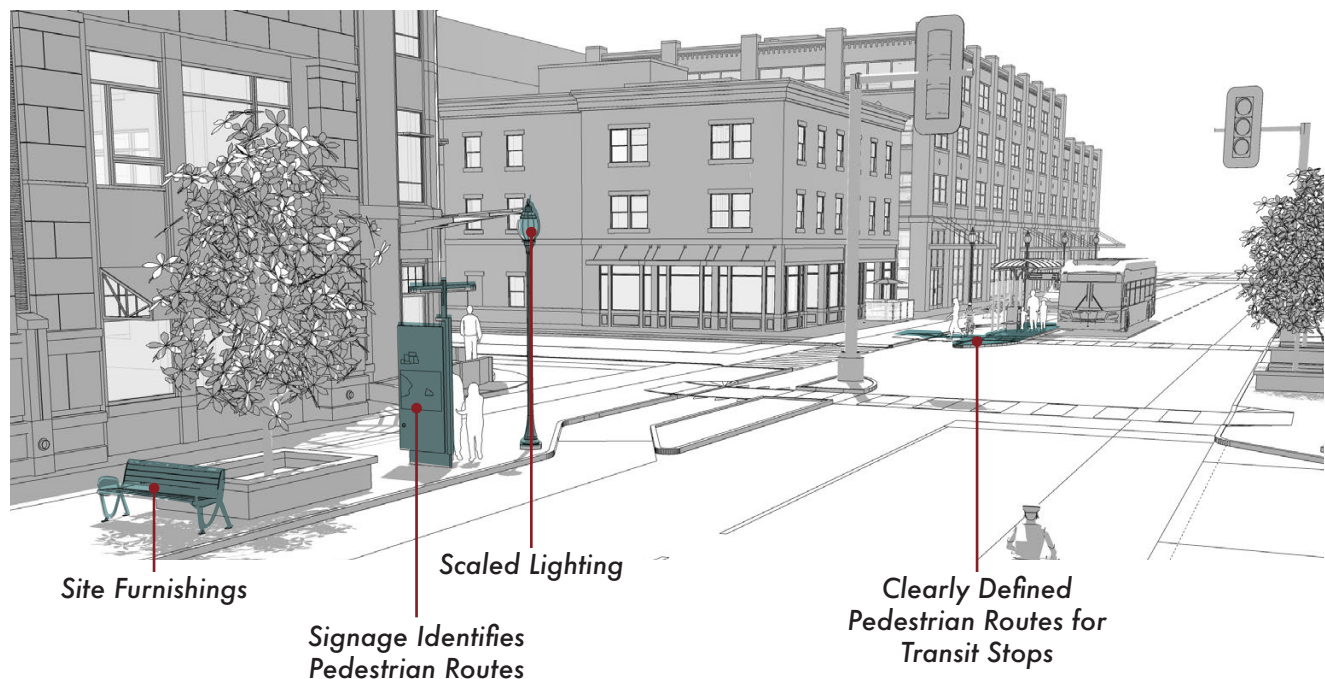 Site Furnishings
Signage Identifies
Pedestrian Routes
Scaled Lighting
Clearly Defined
Pedestrian Routes for
Transit Stops